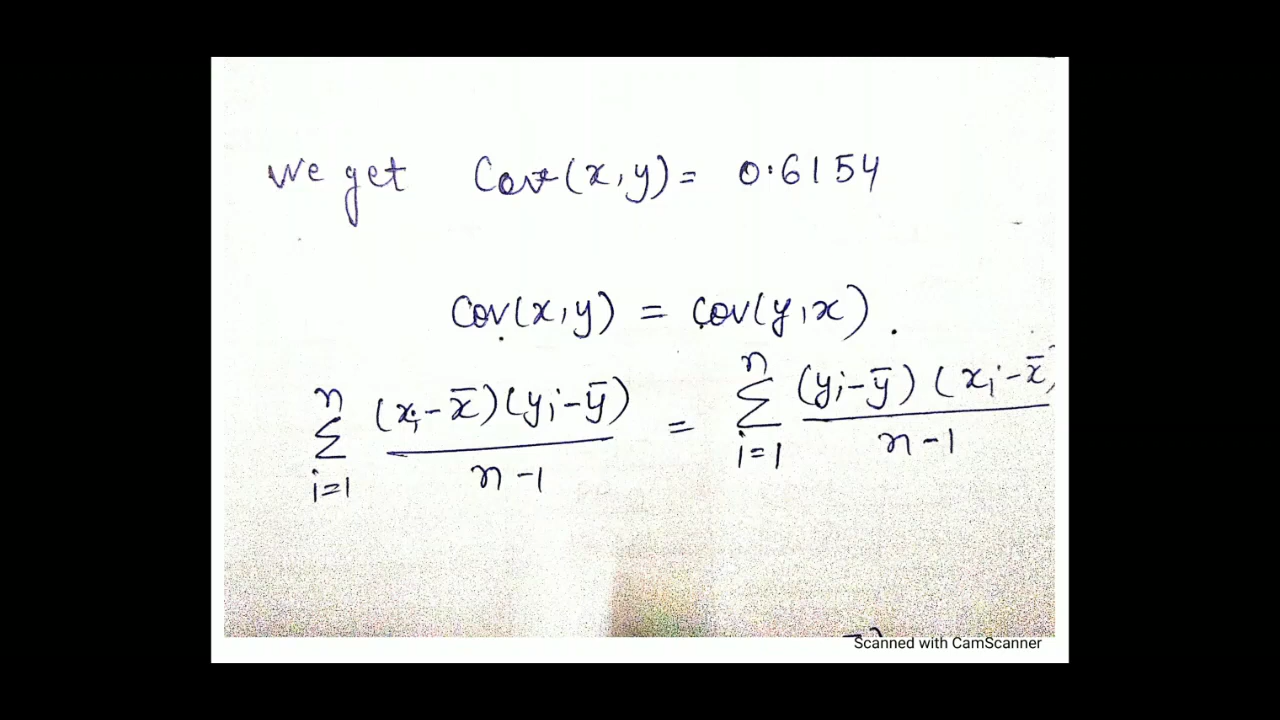 We get Cov(x,y) = 0.6154
Cov(x,y) = Cov(y,x).
n∑i=1 (xi-x̄)(yi-ȳ)/n-1 = n∑i=1 (yi-ȳ)(xi-x̄)/n-1
Scanned with CamScanner